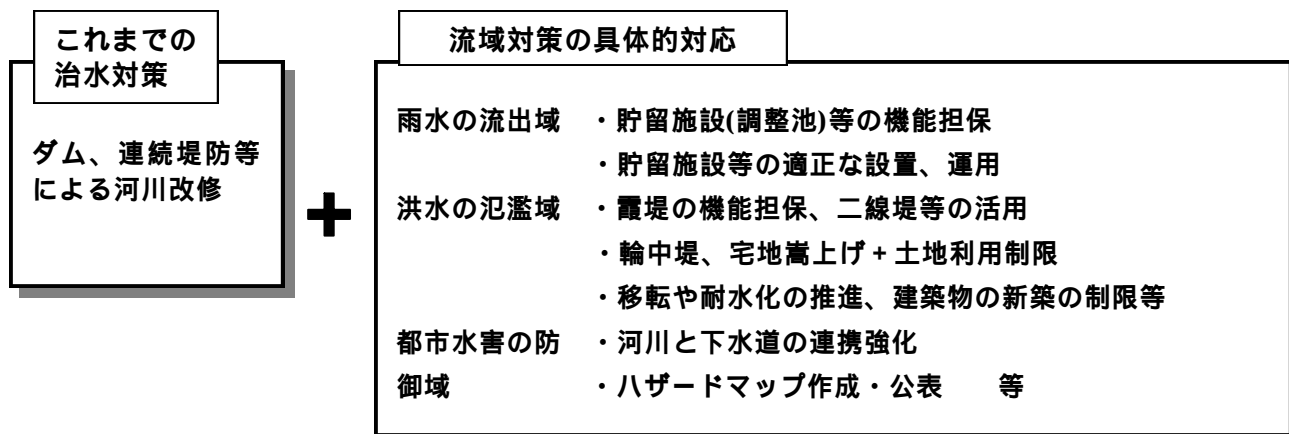 これまでの
治水対策
ダム、連続堤防等
による河川改修
+
流域対策の具体的対応
雨水の流出域 ・貯留施設(調整池)等の機能担保
・貯留施設等の適正な設置、運用
洪水の氾濫域 ・霞堤の機能担保、二線堤等の活用
・輪中堤、宅地嵩上げ+土地利用制限
・移転や耐水化の推進、建築物の新築の制限等
都市水害の防 ・河川と下水道の連携強化
御域 ・ハザードマップ作成・公表 等